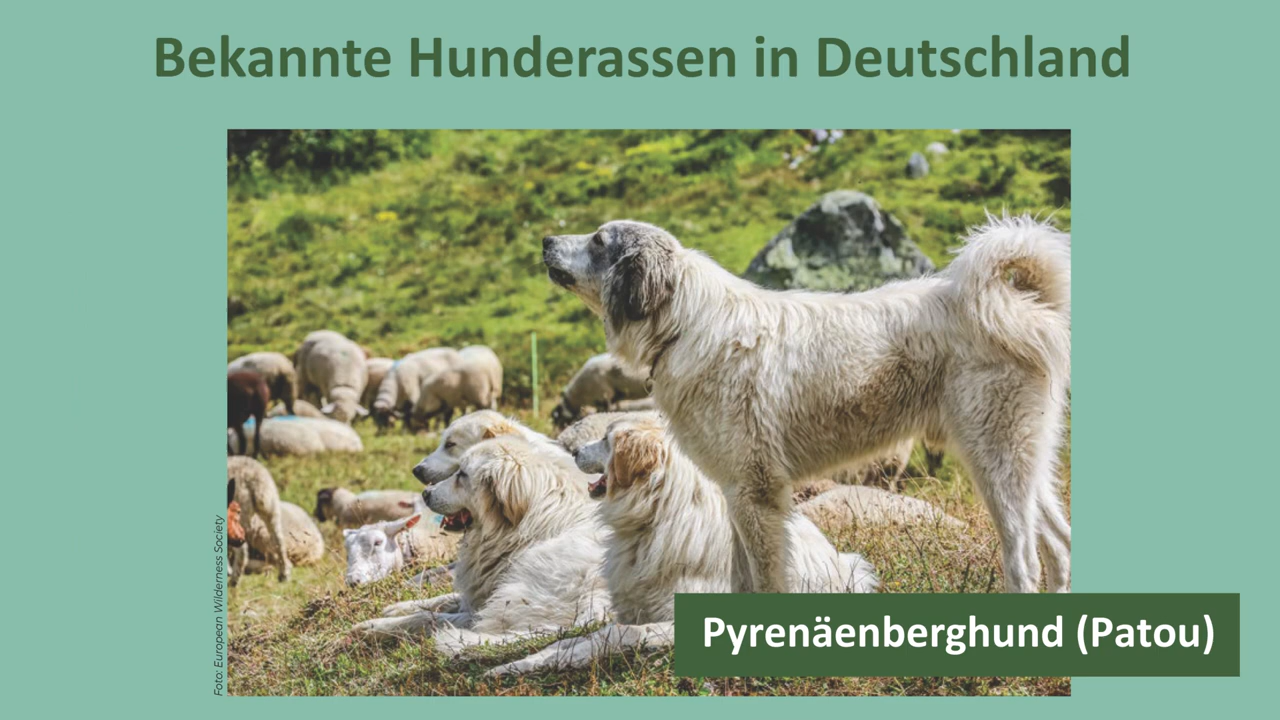 Bekannte Hunderassen in Deutschland
Foto: European Wilderness Society
Pyrenäenberghund (Patou)